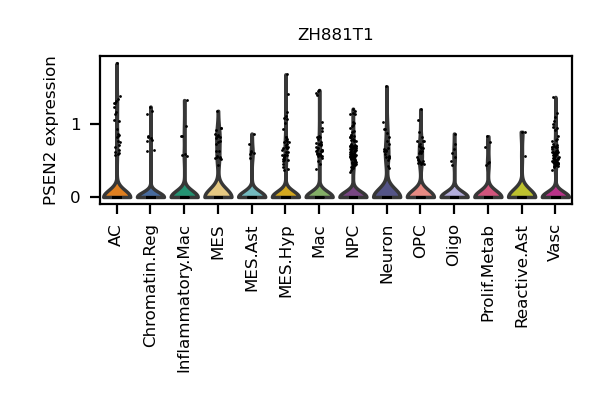 ZH881T1
PSEN2 expression
1
0
AC
Chromatin.Reg
Inflammatory.Mac
MES
MES.Ast
MES.Hyp
Mac
NPC
Neuron
OPC
Oligo
Prolif.Metab
Reactive.Ast
Vasc